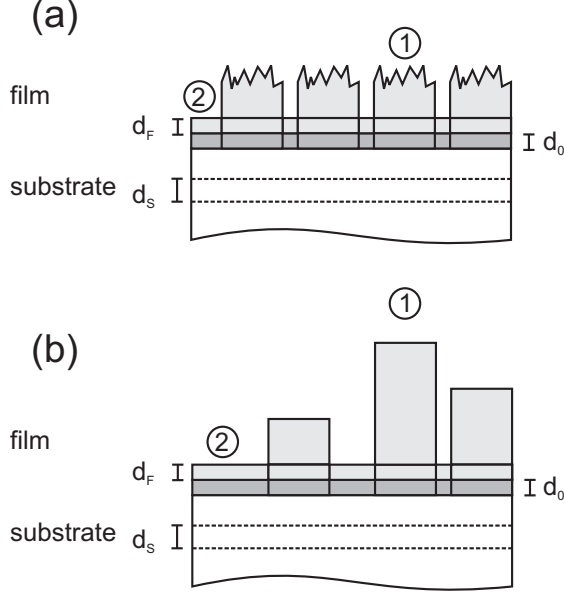 (a)
①
film
②
d_F
d_0
substrate
d_S
①
(b)
②
film
d_F
d_0
substrate
d_S